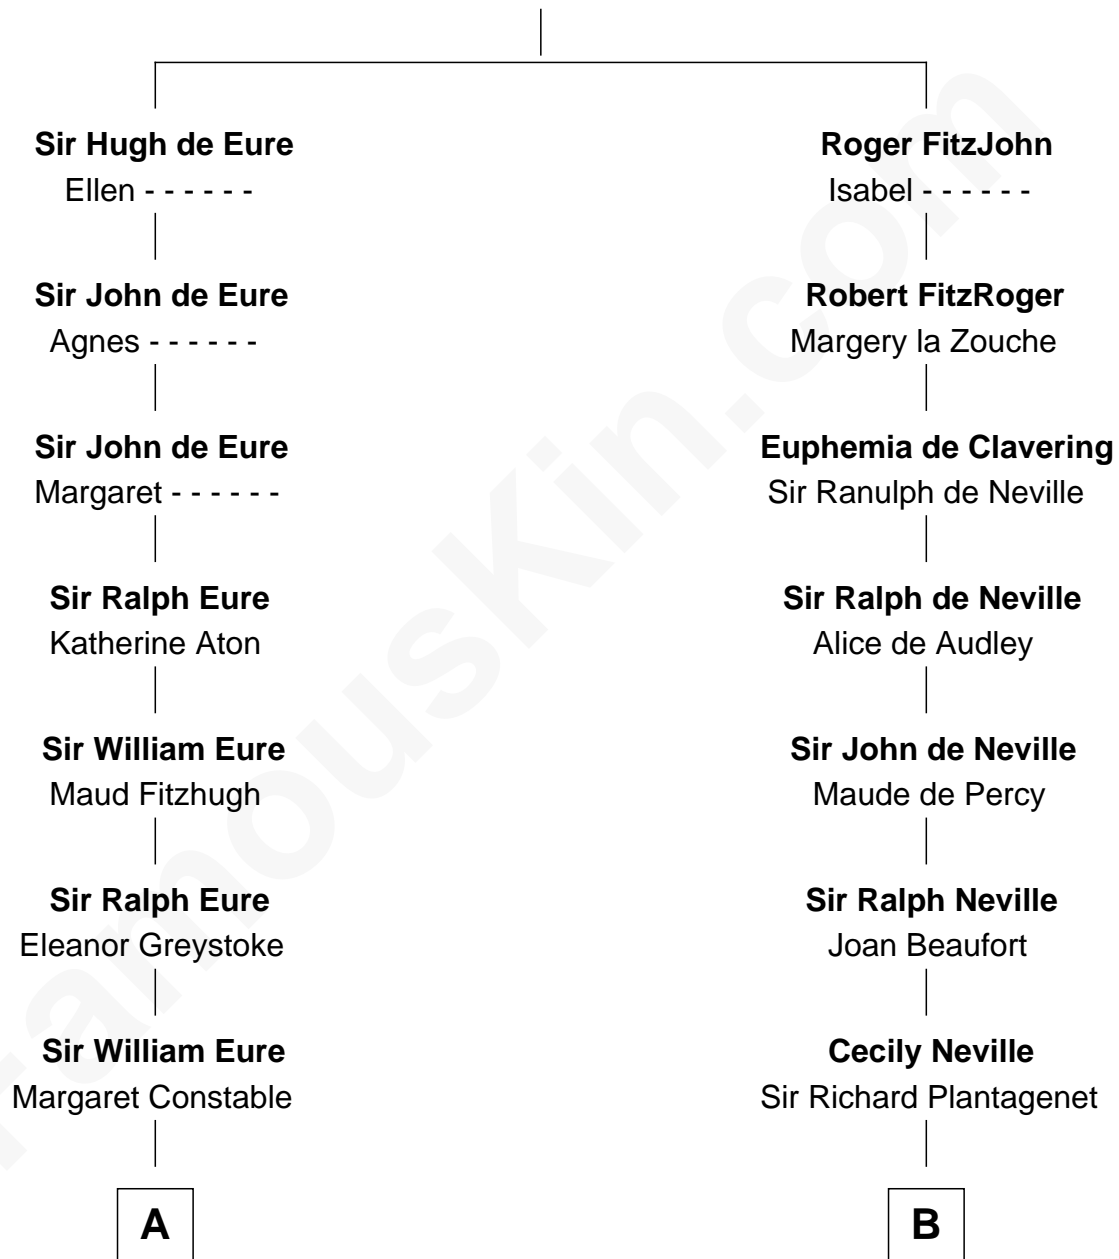 Sir Hugh de Eure
Ellen - - - - - -
Sir John de Eure
Agnes - - - - - -
Sir John de Eure
Margaret - - - - - -
Sir Ralph Eure
Katherine Aton
Sir William Eure
Maud Fitzhugh
Sir Ralph Eure
Eleanor Greystoke
Sir William Eure
Margaret Constable
A
Roger FitzJohn
Isabel - - - - - -
Robert FitzRoger
Margery la Zouche
Euphemia de Clavering
Sir Ranulph de Neville
Sir Ralph de Neville
Alice de Audley
Sir John de Neville
Maude de Percy
Sir Ralph Neville
Joan Beaufort
Cecily Neville
Sir Richard Plantagenet
B
FamousKin.com